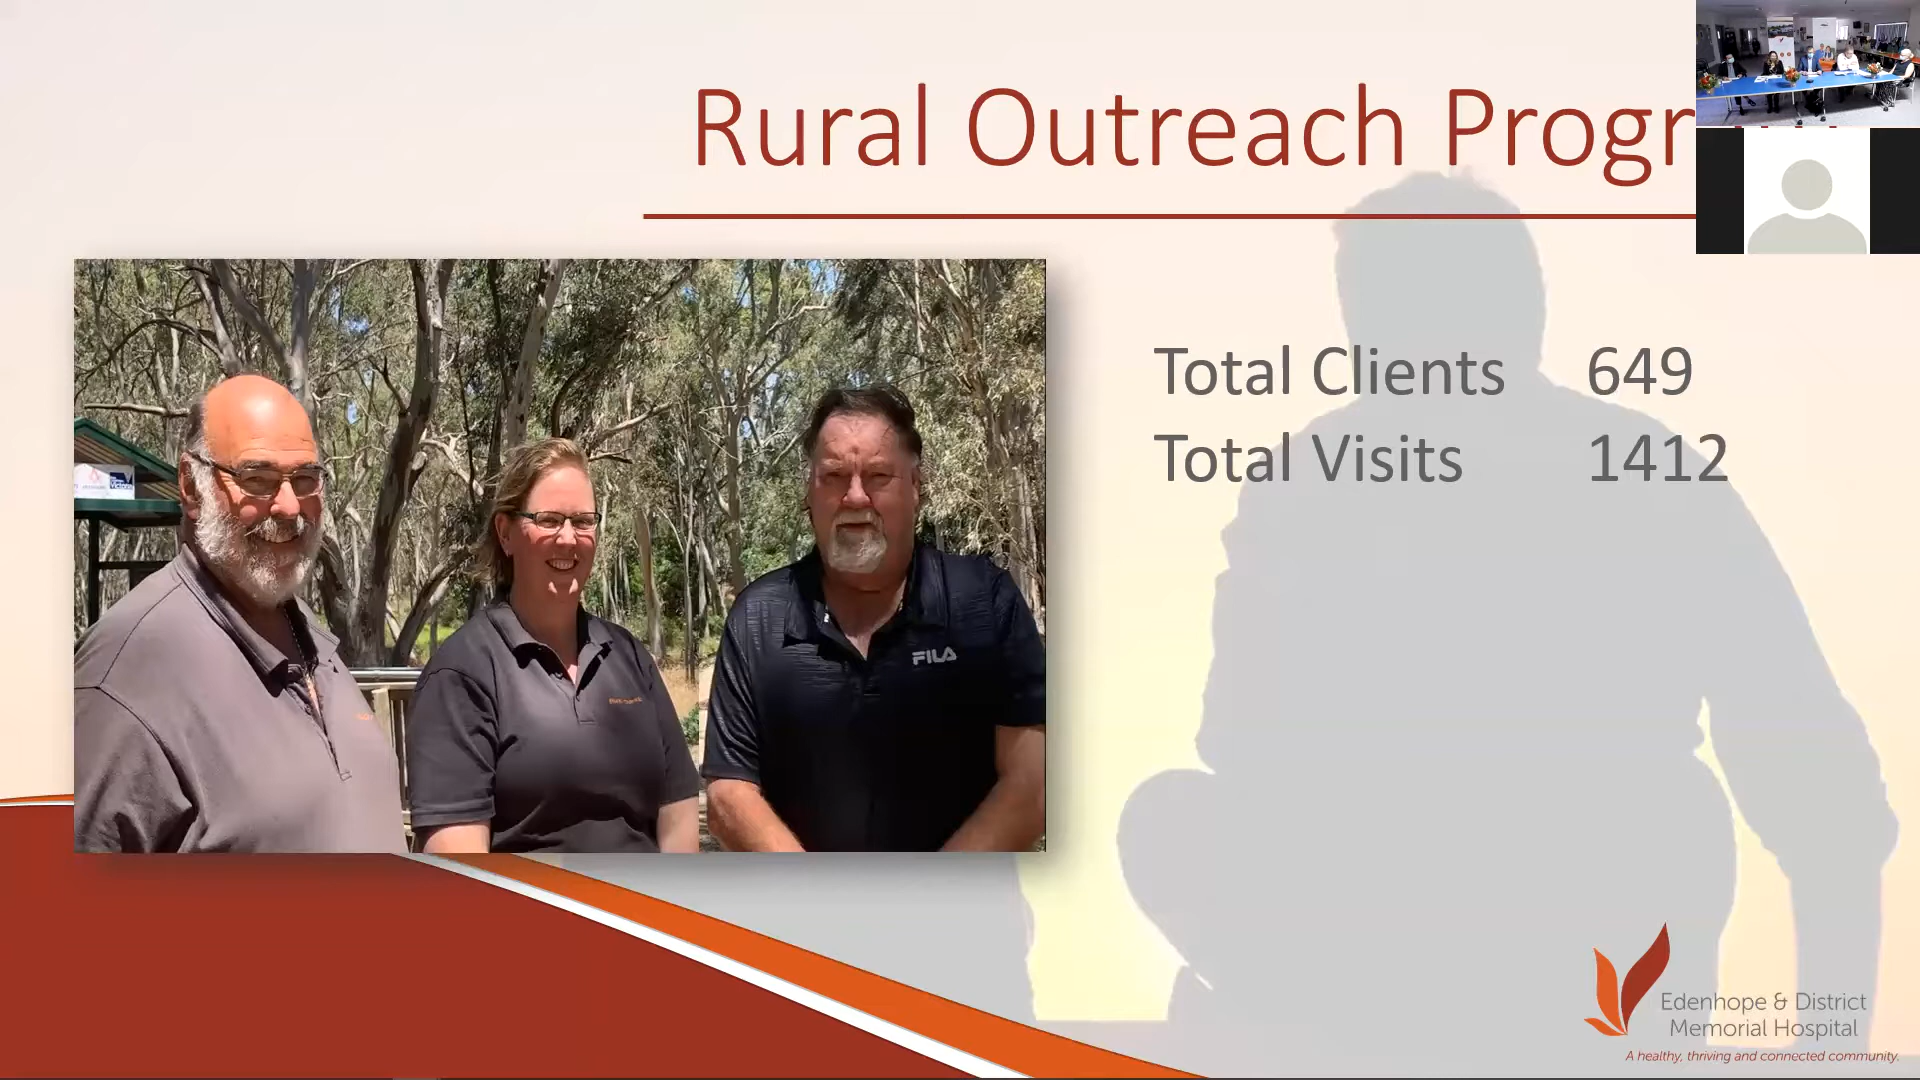 Rural Outreach Progr
Total Clients 649
Total Visits 1412
FILA
Edenhope & District
Memorial Hospital
A healthy, thriving and connected community.